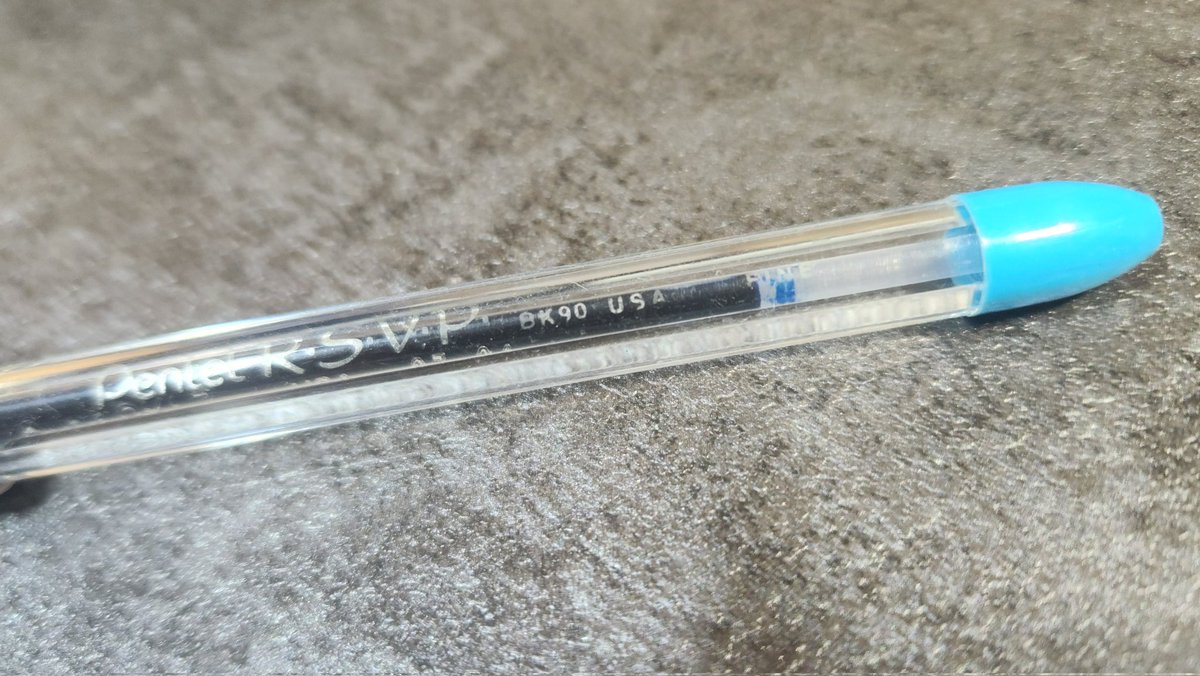 Pentel R·S·V·P· BK90 USA